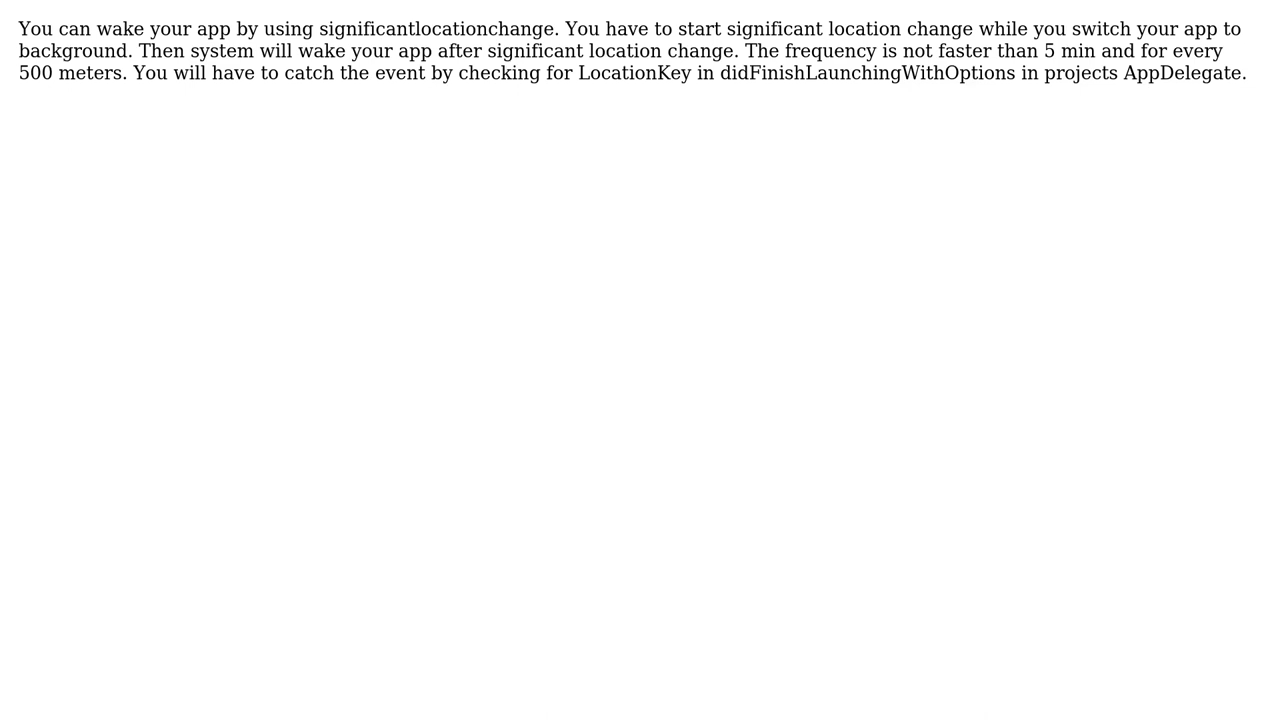 You can wake your app by using significantlocationchange. You have to start significant location change while you switch your app to
background. Then system will wake your app after significant location change. The frequency is not faster than 5 min and for every
500 meters. You will have to catch the event by checking for LocationKey in didFinishLaunchingWithOptions in projects AppDelegate.